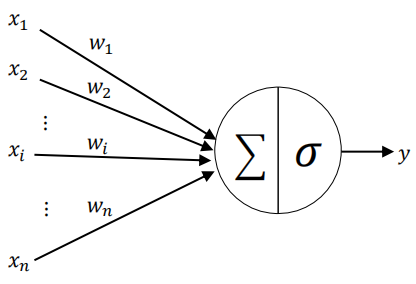 x₁
w₁
x₂
w₂
⋮
xᵢ
wᵢ
∑ σ
y
⋮
wₙ
xₙ